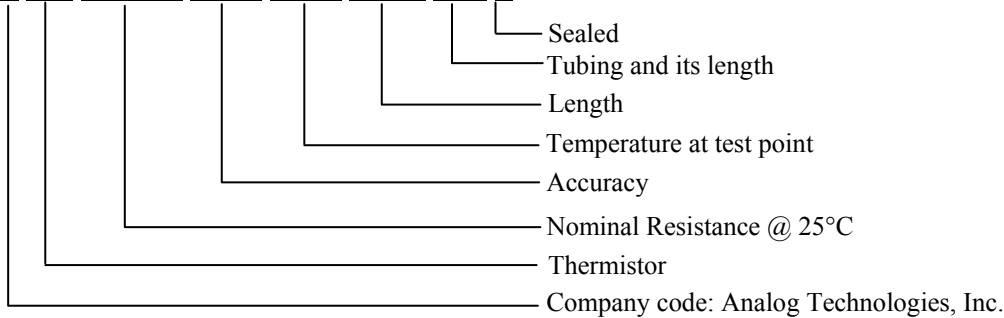 Sealed
Tubing and its length
Length
Temperature at test point
Accuracy
Nominal Resistance @ 25°C
Thermistor
Company code: Analog Technologies, Inc.